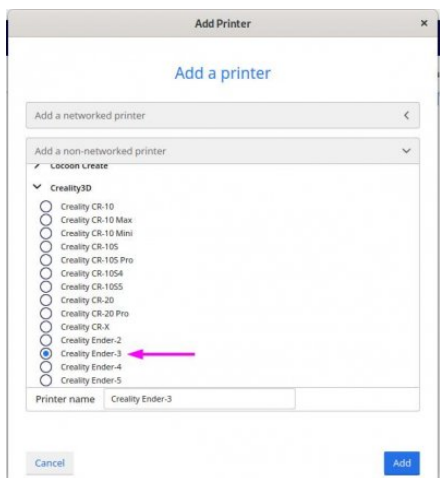 Add Printer
Add a printer
Add a networked printer
Add a non-networked printer
Cocoon Create
Creality3D
Creality CR-10
Creality CR-10 Max
Creality CR-10 Mini
Creality CR-10S
Creality CR-10S Pro
Creality CR-10S4
Creality CR-10S5
Creality CR-20
Creality CR-20 Pro
Creality CR-X
Creality Ender-2
Creality Ender-3
Creality Ender-4
Creality Ender-5
Printer name Creality Ender-3
Cancel Add